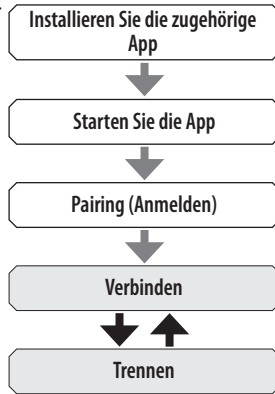 Installieren Sie die zugehörige
App
Starten Sie die App
Pairing (Anmelden)
Verbinden
Trennen